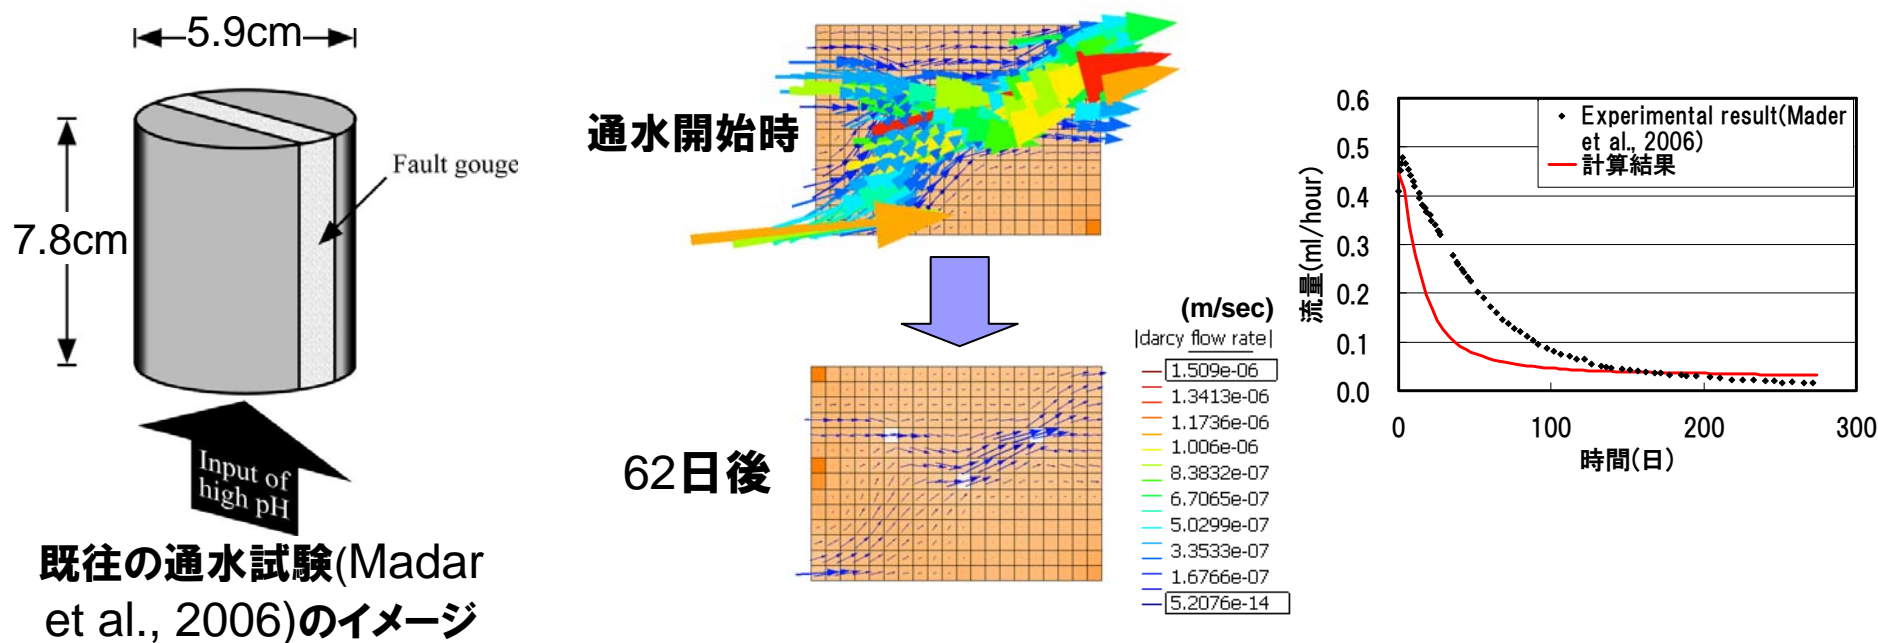 5.9cm
7.8cm
Fault gouge
Input of
high pH
既往の通水試験(Madar
et al., 2006)のイメージ
通水開始時
62日後
(m/sec)
|darcy flow rate|
1.509e-06
1.3413e-06
1.1736e-06
1.006e-06
8.3832e-07
6.7065e-07
5.0299e-07
3.3533e-07
1.6766e-07
5.2076e-14
流量(ml/hour)
0.6
0.5
0.4
0.3
0.2
0.1
0.0
Experimental result(Mader
et al., 2006)
計算結果
0 100 200 300
時間(日)